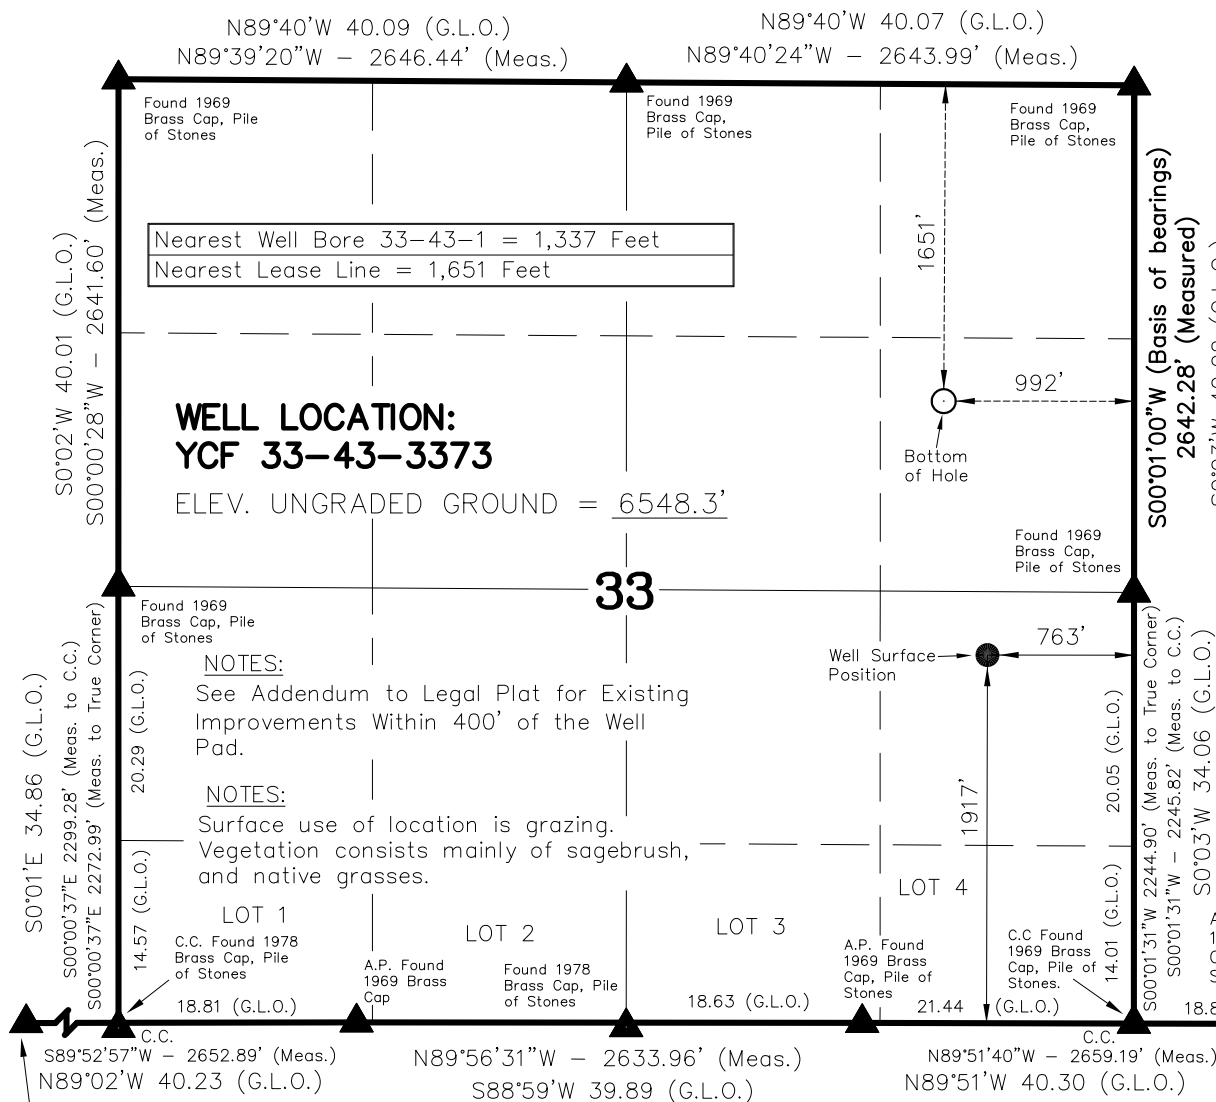 N89°40'W 40.09 (G.L.O.)
N89°39'20"W – 2646.44' (Meas.)
N89°40'W 40.07 (G.L.O.)
N89°40'24"W – 2643.99' (Meas.)
Found 1969
Brass Cap, Pile
of Stones
Found 1969
Brass Cap,
Pile of Stones
Found 1969
Brass Cap,
Pile of Stones
S0°02'W 40.01 (G.L.O.)
S00°00'28"W – 2641.60' (Meas.)
Nearest Well Bore 33-43-1 = 1,337 Feet
Nearest Lease Line = 1,651 Feet
1651'
992'
Bottom
of Hole
S00°01'00"W (Basis of bearings)
2642.28' (Measured)
WELL LOCATION:
YCF 33-43-3373
ELEV. UNGRADED GROUND = 6548.3'
Found 1969
Brass Cap,
Pile of Stones
33
Found 1969
Brass Cap, Pile
of Stones
NOTES:
See Addendum to Legal Plat for Existing
Improvements Within 400' of the Well
Pad.
NOTES:
Surface use of location is grazing.
Vegetation consists mainly of sagebrush,
and native grasses.
Well Surface
Position
763'
1917'
S0°01'E 34.86 (G.L.O.)
S00°00'37"E 2299.28' (Meas. to C.C.)
S00°00'37"E 2272.99' (Meas. to True Corner)
20.29 (G.L.O.)
14.57 (G.L.O.)
20.05 (G.L.O.)
14.01 (G.L.O.)
S00°01'31"W 2244.90' (Meas. to True Corner)
S00°01'31"W – 2245.82' (Meas. to C.C.)
S0°03'W 34.06 (G.L.O.)
LOT 1
LOT 2
LOT 3
LOT 4
C.C. Found 1978
Brass Cap, Pile
of Stones
A.P. Found
1969 Brass
Cap
Found 1978
Brass Cap, Pile
of Stones
A.P. Found
1969 Brass
Cap, Pile of
Stones
C.C Found
1969 Brass
Cap, Pile of
Stones.
18.81 (G.L.O.)
18.63 (G.L.O.)
21.44 (G.L.O.)
18.8
C.C.
C.C.
S89°52'57"W – 2652.89' (Meas.)
N89°02'W 40.23 (G.L.O.)
N89°56'31"W – 2633.96' (Meas.)
S88°59'W 39.89 (G.L.O.)
N89°51'40"W – 2659.19' (Meas.)
N89°51'W 40.30 (G.L.O.)